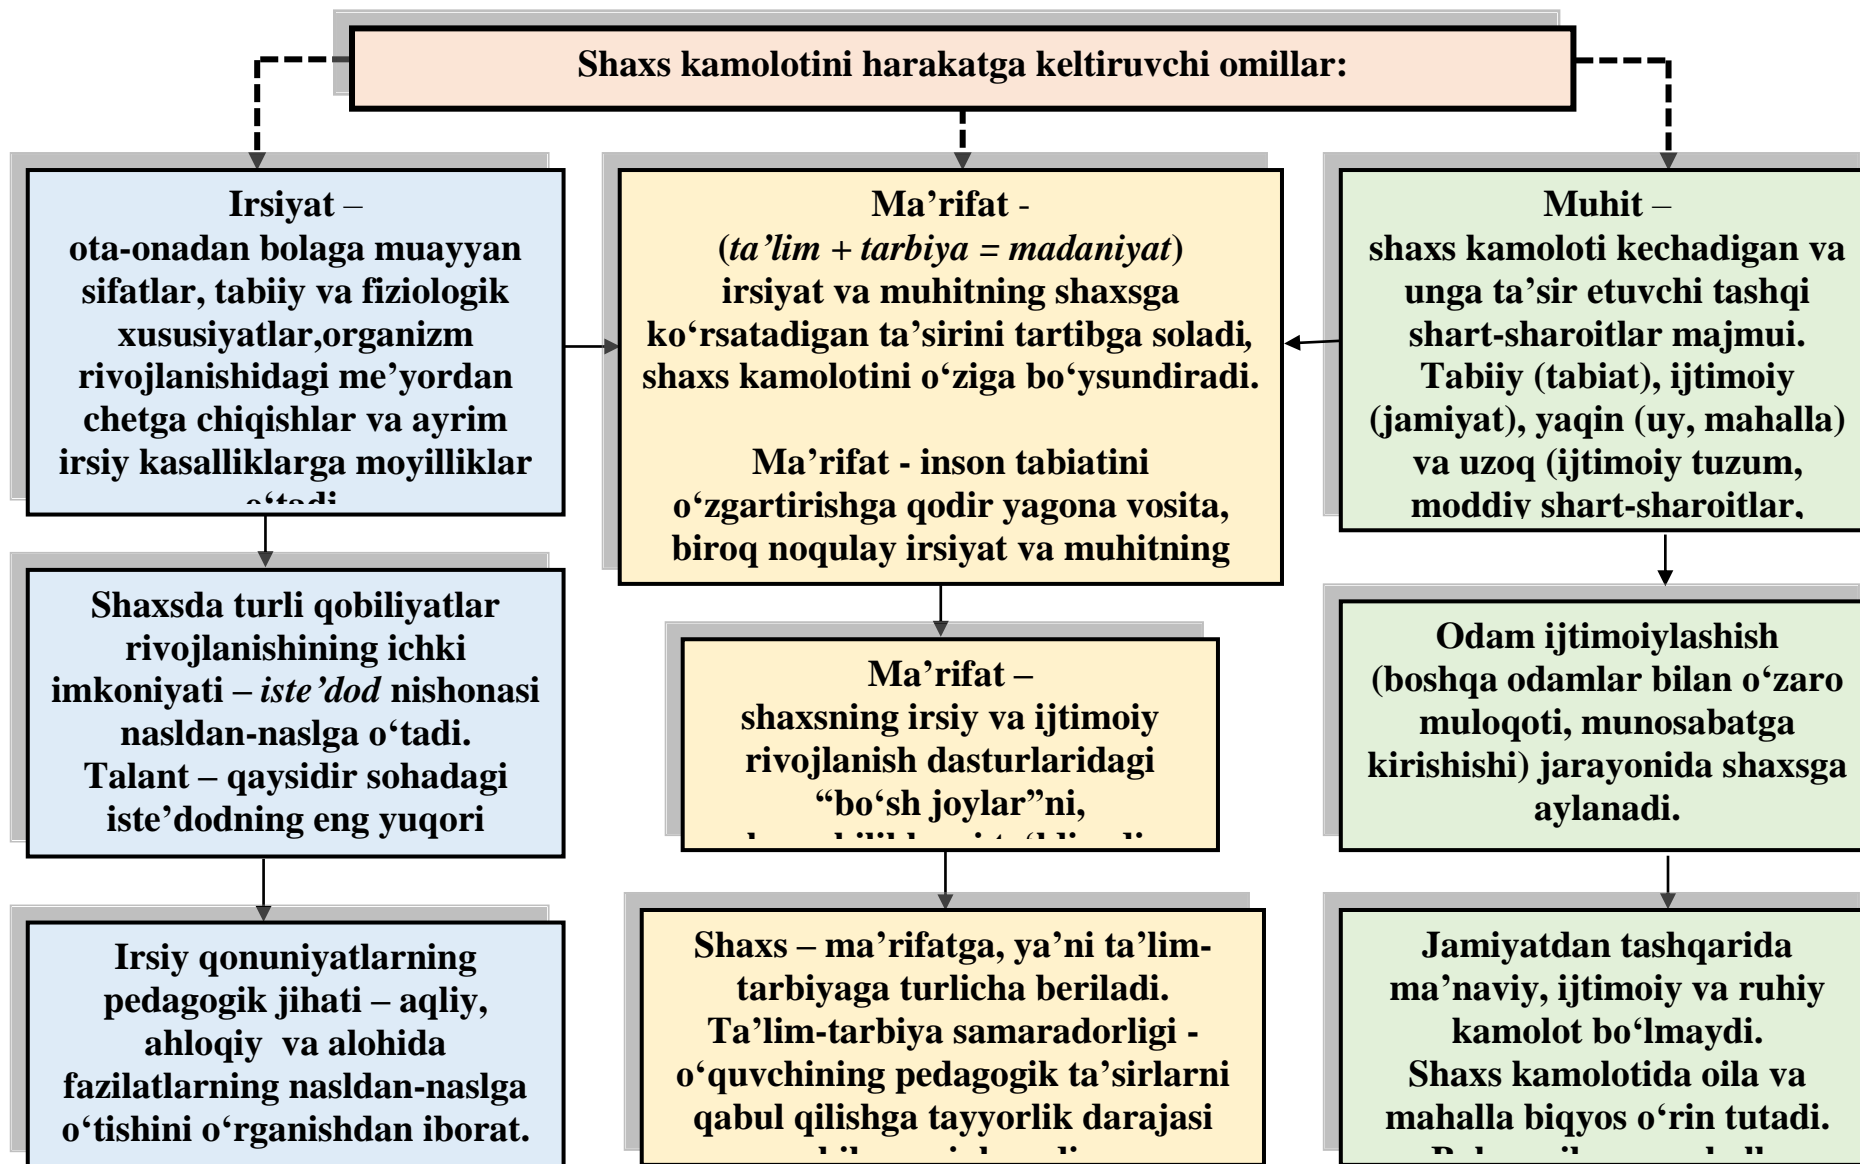 Shaxs kamolotini harakatga keltiruvchi omillar:
Irsiyat –
ota-onadan bolaga muayyan
sifatlar, tabiiy va fiziologik
xususiyatlar,organizm
rivojlanishidagi me’yordan
chetga chiqishlar va ayrim
irsiy kasalliklarga moyilliklar
o‘tadi
Shaxsda turli qobiliyatlar
rivojlanishining ichki
imkoniyati – iste’dod nishonasi
nasldan-naslga o‘tadi.
Talant – qaysidir sohadagi
iste’dodning eng yuqori
Irsiy qonuniyatlarning
pedagogik jihati – aqliy,
ahloqiy va alohida
fazilatlarning nasldan-naslga
o‘tishini o‘rganishdan iborat.
Ma’rifat -
(ta’lim + tarbiya = madaniyat)
irsiyat va muhitning shaxsga
ko‘rsatadigan ta’sirini tartibga soladi,
shaxs kamolotini o‘ziga bo‘ysundiradi.
Ma’rifat - inson tabiatini
o‘zgartirishga qodir yagona vosita,
biroq noqulay irsiyat va muhitning
Ma’rifat –
shaxsning irsiy va ijtimoiy
rivojlanish dasturlaridagi
“bo‘sh joylar”ni,
Shaxs – ma’rifatga, ya’ni ta’lim-
tarbiyaga turlicha beriladi.
Ta’lim-tarbiya samaradorligi -
o‘quvchining pedagogik ta’sirlarni
qabul qilishga tayyorlik darajasi
Muhit –
shaxs kamoloti kechadigan va
unga ta’sir etuvchi tashqi
shart-sharoitlar majmui.
Tabiiy (tabiat), ijtimoiy
(jamiyat), yaqin (uy, mahalla)
va uzoq (ijtimoiy tuzum,
moddiy shart-sharoitlar,
Odam ijtimoiylashish
(boshqa odamlar bilan o‘zaro
muloqoti, munosabatga
kirishishi) jarayonida shaxsga
aylanadi.
Jamiyatdan tashqarida
ma’naviy, ijtimoiy va ruhiy
kamolot bo‘lmaydi.
Shaxs kamolotida oila va
mahalla biqyos o‘rin tutadi.